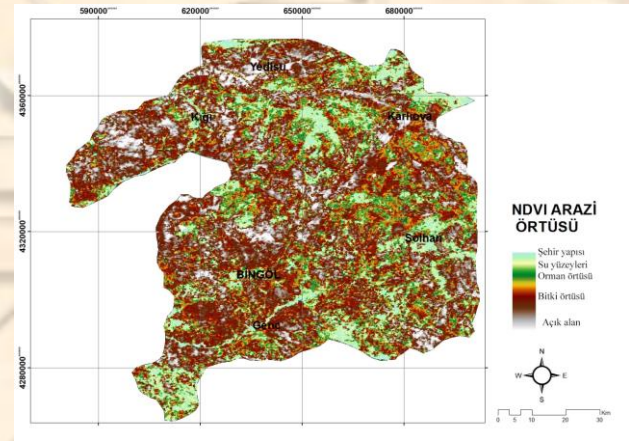 590000
620000
650000
680000
4360000
4320000
4280000
Yedisu
Kiğı
Karlıova
Solhan
BİNGÖL
Genç
NDVI ARAZİ
ÖRTÜSÜ
Şehir yapısı
Su yüzeyleri
Orman örtüsü
Bitki örtüsü
Açık alan
N
W
E
S
0 5 10 20 30
Km